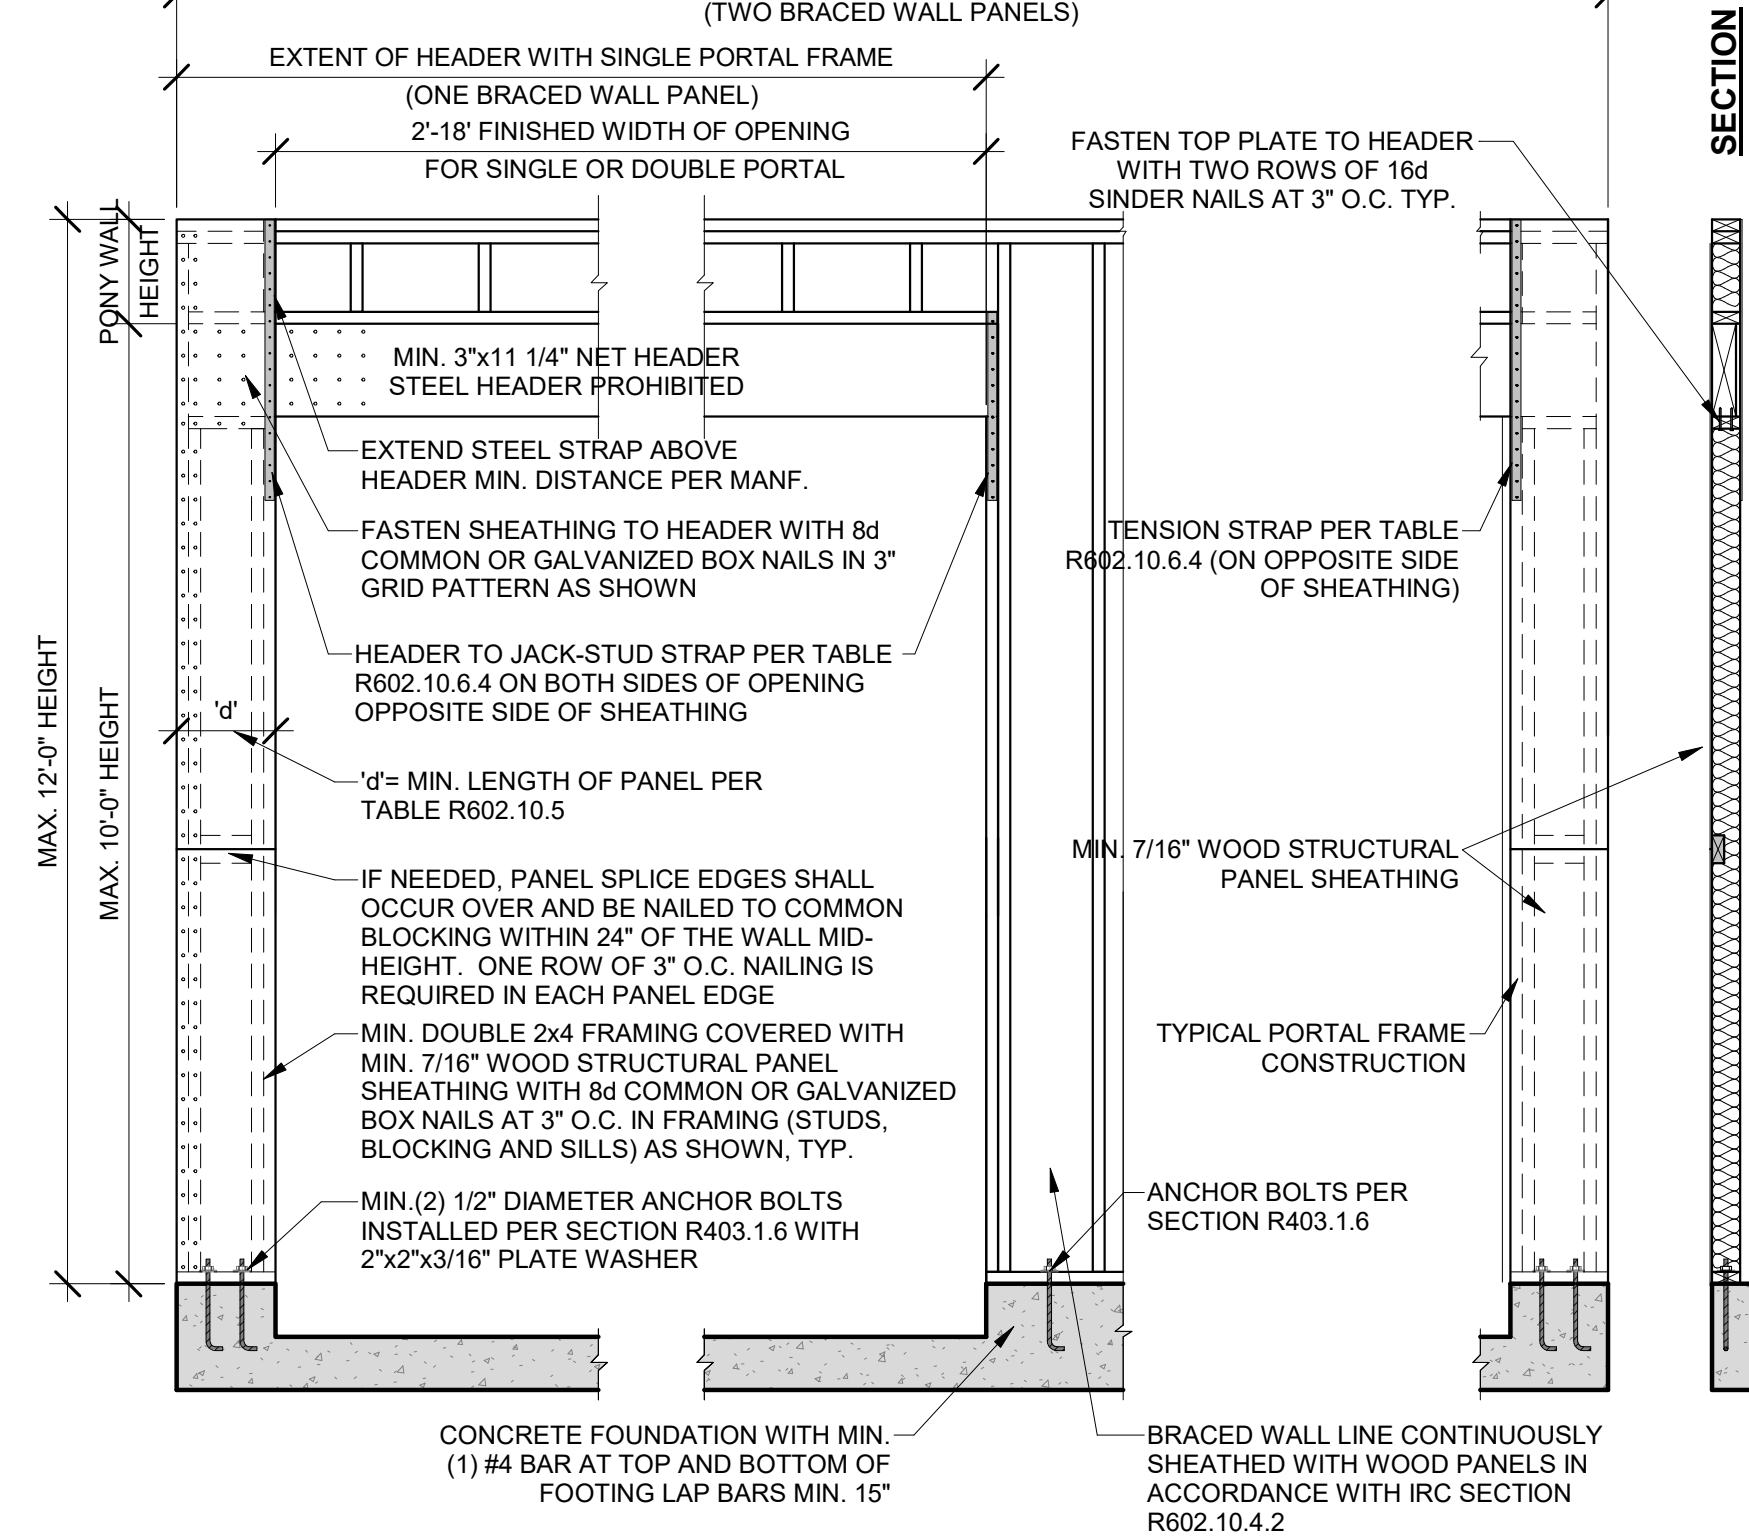 (TWO BRACED WALL PANELS)
EXTENT OF HEADER WITH SINGLE PORTAL FRAME
(ONE BRACED WALL PANEL)
2'-18' FINISHED WIDTH OF OPENING
FOR SINGLE OR DOUBLE PORTAL
FASTEN TOP PLATE TO HEADER
WITH TWO ROWS OF 16d
SINDER NAILS AT 3" O.C. TYP.
SECTION
PONY WALL
HEIGHT
MIN. 3"x11 1/4" NET HEADER
STEEL HEADER PROHIBITED
EXTEND STEEL STRAP ABOVE
HEADER MIN. DISTANCE PER MANF.
FASTEN SHEATHING TO HEADER WITH 8d
COMMON OR GALVANIZED BOX NAILS IN 3"
GRID PATTERN AS SHOWN
TENSION STRAP PER TABLE
R602.10.6.4 (ON OPPOSITE SIDE
OF SHEATHING)
HEADER TO JACK-STUD STRAP PER TABLE
R602.10.6.4 ON BOTH SIDES OF OPENING
OPPOSITE SIDE OF SHEATHING
MAX. 12'-0" HEIGHT
MAX. 10'-0" HEIGHT
'd'
'd'= MIN. LENGTH OF PANEL PER
TABLE R602.10.5
MIN. 7/16" WOOD STRUCTURAL
PANEL SHEATHING
IF NEEDED, PANEL SPLICE EDGES SHALL
OCCUR OVER AND BE NAILED TO COMMON
BLOCKING WITHIN 24" OF THE WALL MID-
HEIGHT.  ONE ROW OF 3" O.C. NAILING IS
REQUIRED IN EACH PANEL EDGE
MIN. DOUBLE 2x4 FRAMING COVERED WITH
MIN. 7/16" WOOD STRUCTURAL PANEL
SHEATHING WITH 8d COMMON OR GALVANIZED
BOX NAILS AT 3" O.C. IN FRAMING (STUDS,
BLOCKING AND SILLS) AS SHOWN, TYP.
TYPICAL PORTAL FRAME
CONSTRUCTION
MIN.(2) 1/2" DIAMETER ANCHOR BOLTS
INSTALLED PER SECTION R403.1.6 WITH
2"x2"x3/16" PLATE WASHER
ANCHOR BOLTS PER
SECTION R403.1.6
CONCRETE FOUNDATION WITH MIN.
(1) #4 BAR AT TOP AND BOTTOM OF
FOOTING LAP BARS MIN. 15"
BRACED WALL LINE CONTINUOUSLY
SHEATHED WITH WOOD PANELS IN
ACCORDANCE WITH IRC SECTION
R602.10.4.2